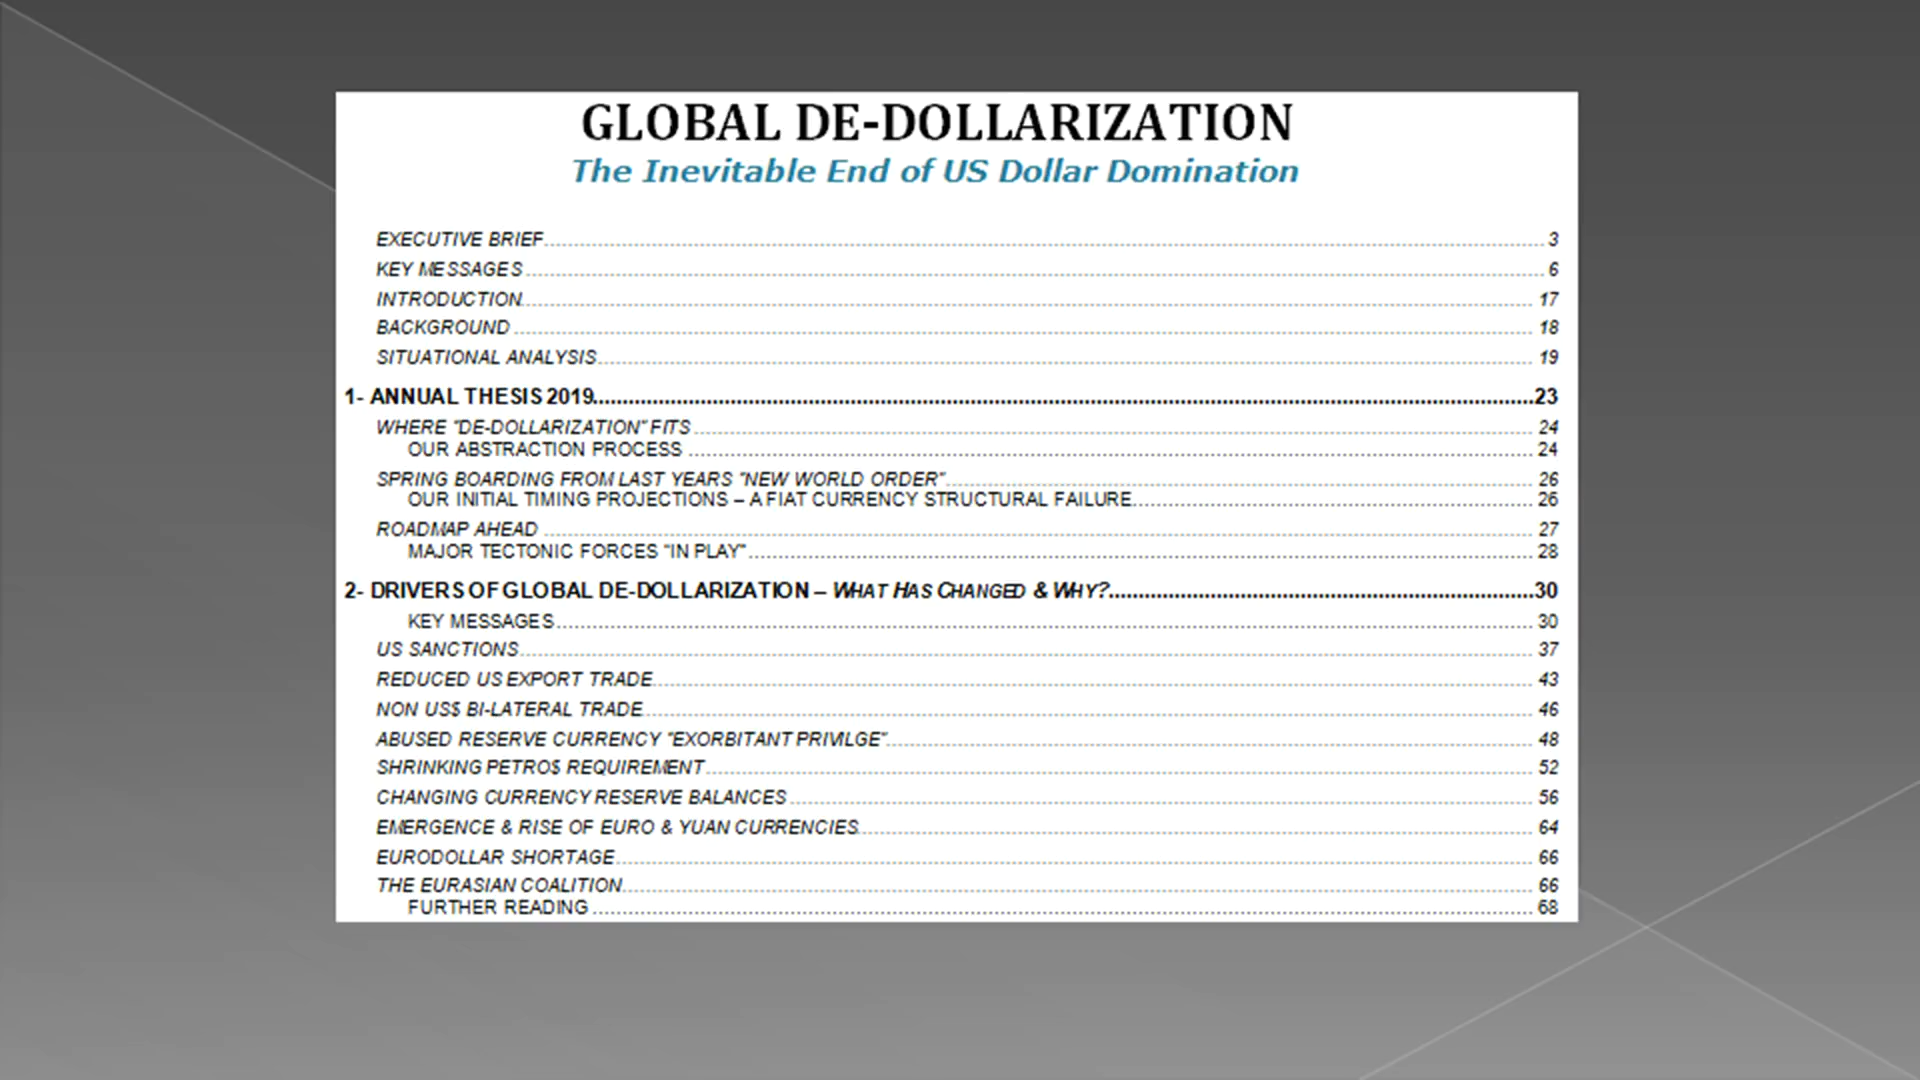 GLOBAL DE-DOLLARIZATION
The Inevitable End of US Dollar Domination
EXECUTIVE BRIEF 3
KEY MESSAGES 6
INTRODUCTION 17
BACKGROUND 18
SITUATIONAL ANALYSIS 19
1- ANNUAL THESIS 2019 23
WHERE "DE-DOLLARIZATION" FITS 24
OUR ABSTRACTION PROCESS 24
SPRING BOARDING FROM LAST YEARS "NEW WORLD ORDER" 26
OUR INITIAL TIMING PROJECTIONS – A FIAT CURRENCY STRUCTURAL FAILURE 26
ROADMAP AHEAD 27
MAJOR TECTONIC FORCES "IN PLAY" 28
2- DRIVERS OF GLOBAL DE-DOLLARIZATION – WHAT HAS CHANGED & WHY? 30
KEY MESSAGES 30
US SANCTIONS 37
REDUCED US EXPORT TRADE 43
NON US$ BI-LATERAL TRADE 46
ABUSED RESERVE CURRENCY "EXORBITANT PRIVILGE" 48
SHRINKING PETRO$ REQUIREMENT 52
CHANGING CURRENCY RESERVE BALANCES 56
EMERGENCE & RISE OF EURO & YUAN CURRENCIES 64
EURODOLLAR SHORTAGE 66
THE EURASIAN COALITION 66
FURTHER READING 68